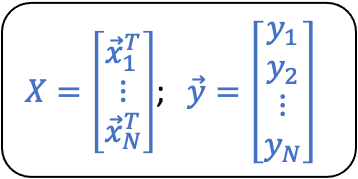 X = [x⃗₁ᵀ ⋮ x⃗_Nᵀ]; y⃗ = [y₁ y₂ ⋮ y_N]